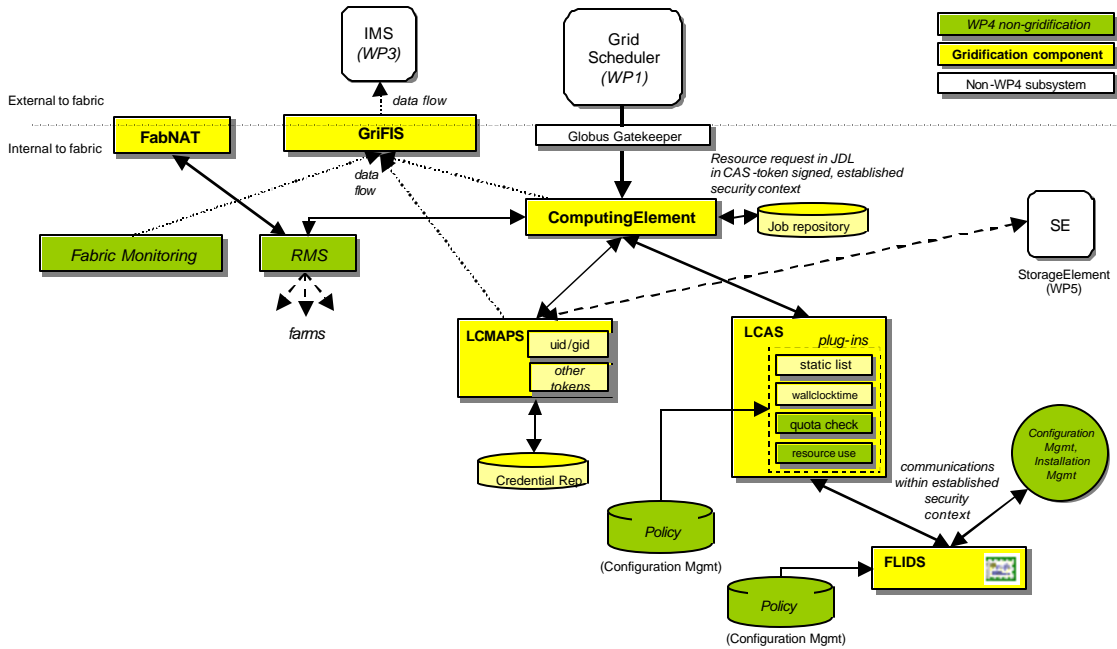 IMS
(WP3)
Grid
Scheduler
(WP1)
WP4 non-gridification
Gridification component
Non-WP4 subsystem
External to fabric
data flow
Internal to fabric
FabNAT
GriFIS
Globus Gatekeeper
data
flow
Resource request in JDL
in CAS-token signed, established
security context
ComputingElement
Job repository
SE
StorageElement
(WP5)
Fabric Monitoring
RMS
farms
LCMAPS
uid/gid
other
tokens
Credential Rep
LCAS
plug-ins
static list
wallclocktime
quota check
resource use
Configuration
Mgmt,
Installation
Mgmt
communications
within established
security
context
Policy
(Configuration Mgmt)
FLIDS
Policy
(Configuration Mgmt)